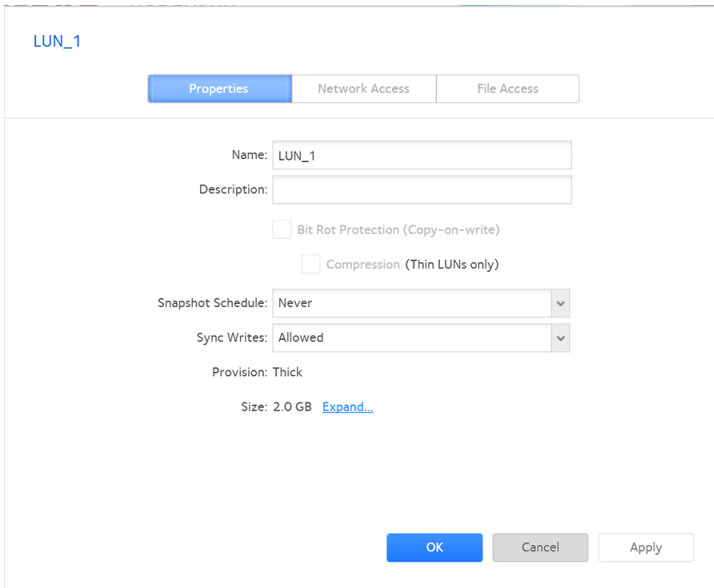 LUN_1
Properties Network Access File Access
Name: LUN_1
Description:
Bit Rot Protection (Copy-on-write)
Compression (Thin LUNs only)
Snapshot Schedule: Never
Sync Writes: Allowed
Provision: Thick
Size: 2.0 GB Expand...
OK Cancel Apply